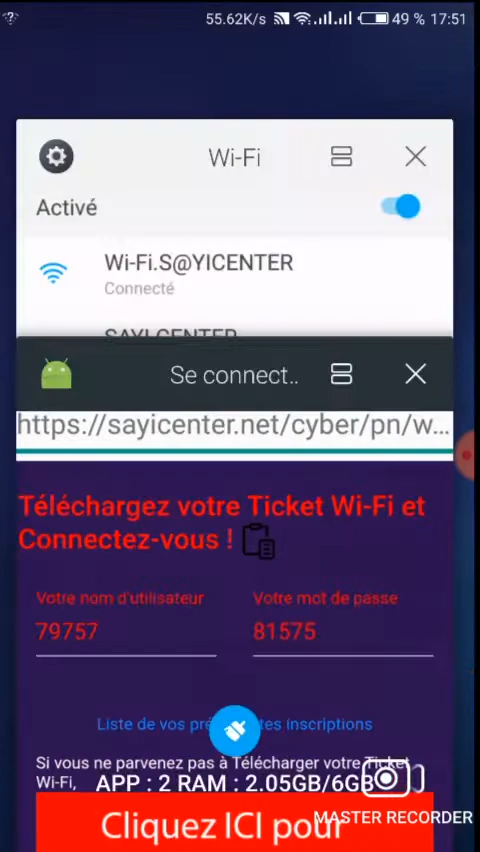 55.62K/s 49 % 17:51
Wi-Fi
Activé
Wi-Fi.S@YICENTER
Connecté
SAYI CENTER
Se connect..
https://sayicenter.net/cyber/pn/w...
Téléchargez votre Ticket Wi-Fi et
Connectez-vous !
Votre nom d'utilisateur Votre mot de passe
79757 81575
Liste de vos tes inscriptions
Si vous ne parvenez pas à Télécharger votre Ticket
Wi-Fi,
APP : 2 RAM : 2.05GB/6GB
Cliquez ICI pour
MASTER RECORDER